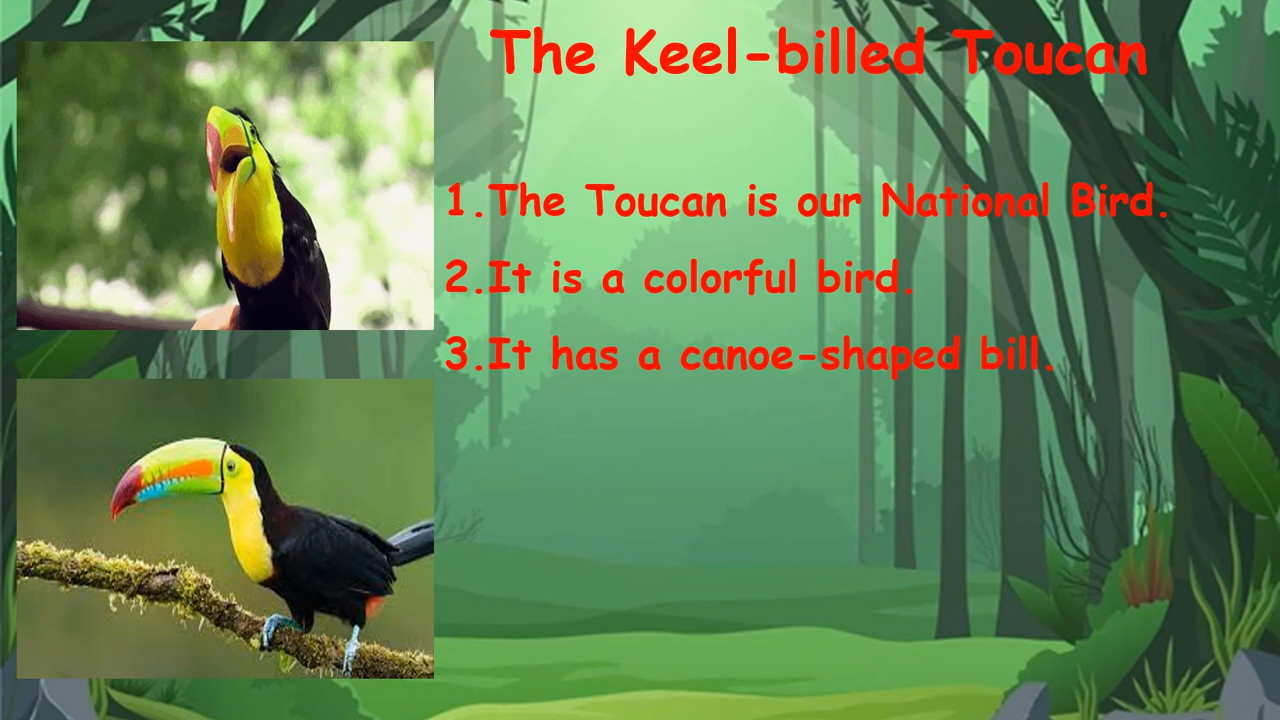 The Keel-billed Toucan
1.The Toucan is our National Bird.
2.It is a colorful bird.
3.It has a canoe-shaped bill.